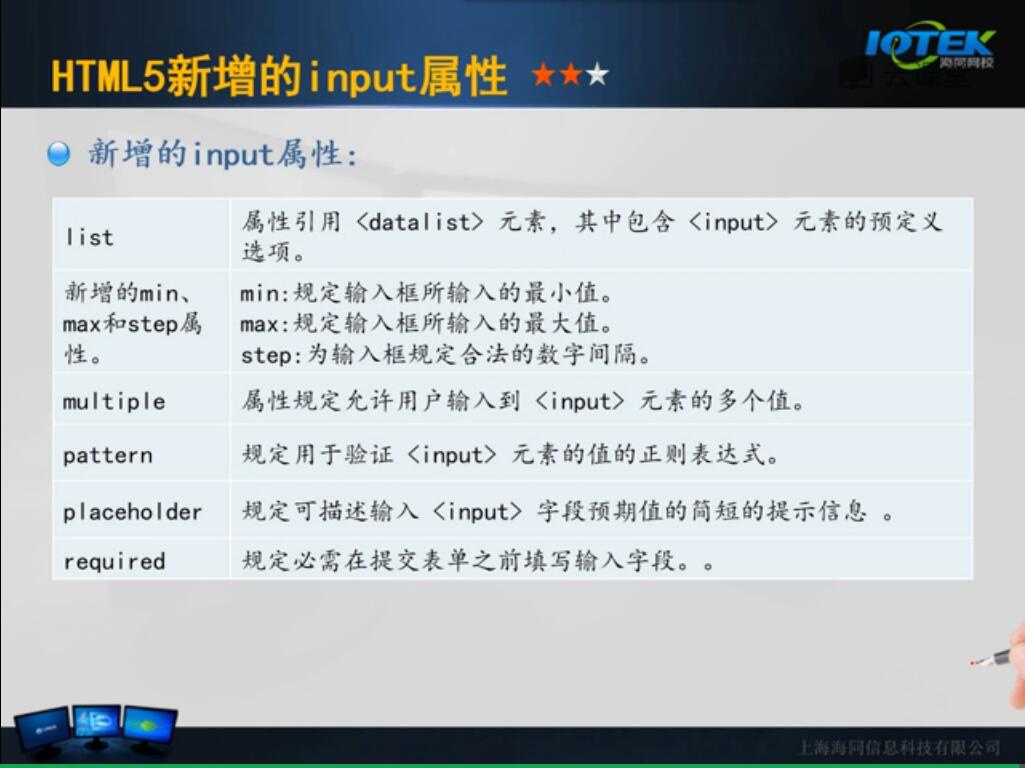 HTML5新增的input属性
IQTEK
海同网校
云课堂
新增的input属性:
list
属性引用 <datalist> 元素，其中包含 <input> 元素的预定义
选项。
新增的min、
max和step属
性。
min:规定输入框所输入的最小值。
max:规定输入框所输入的最大值。
step:为输入框规定合法的数字间隔。
multiple
属性规定允许用户输入到 <input> 元素的多个值。
pattern
规定用于验证 <input> 元素的值的正则表达式。
placeholder
规定可描述输入 <input> 字段预期值的简短的提示信息 。
required
规定必需在提交表单之前填写输入字段。。
上海海同信息科技有限公司